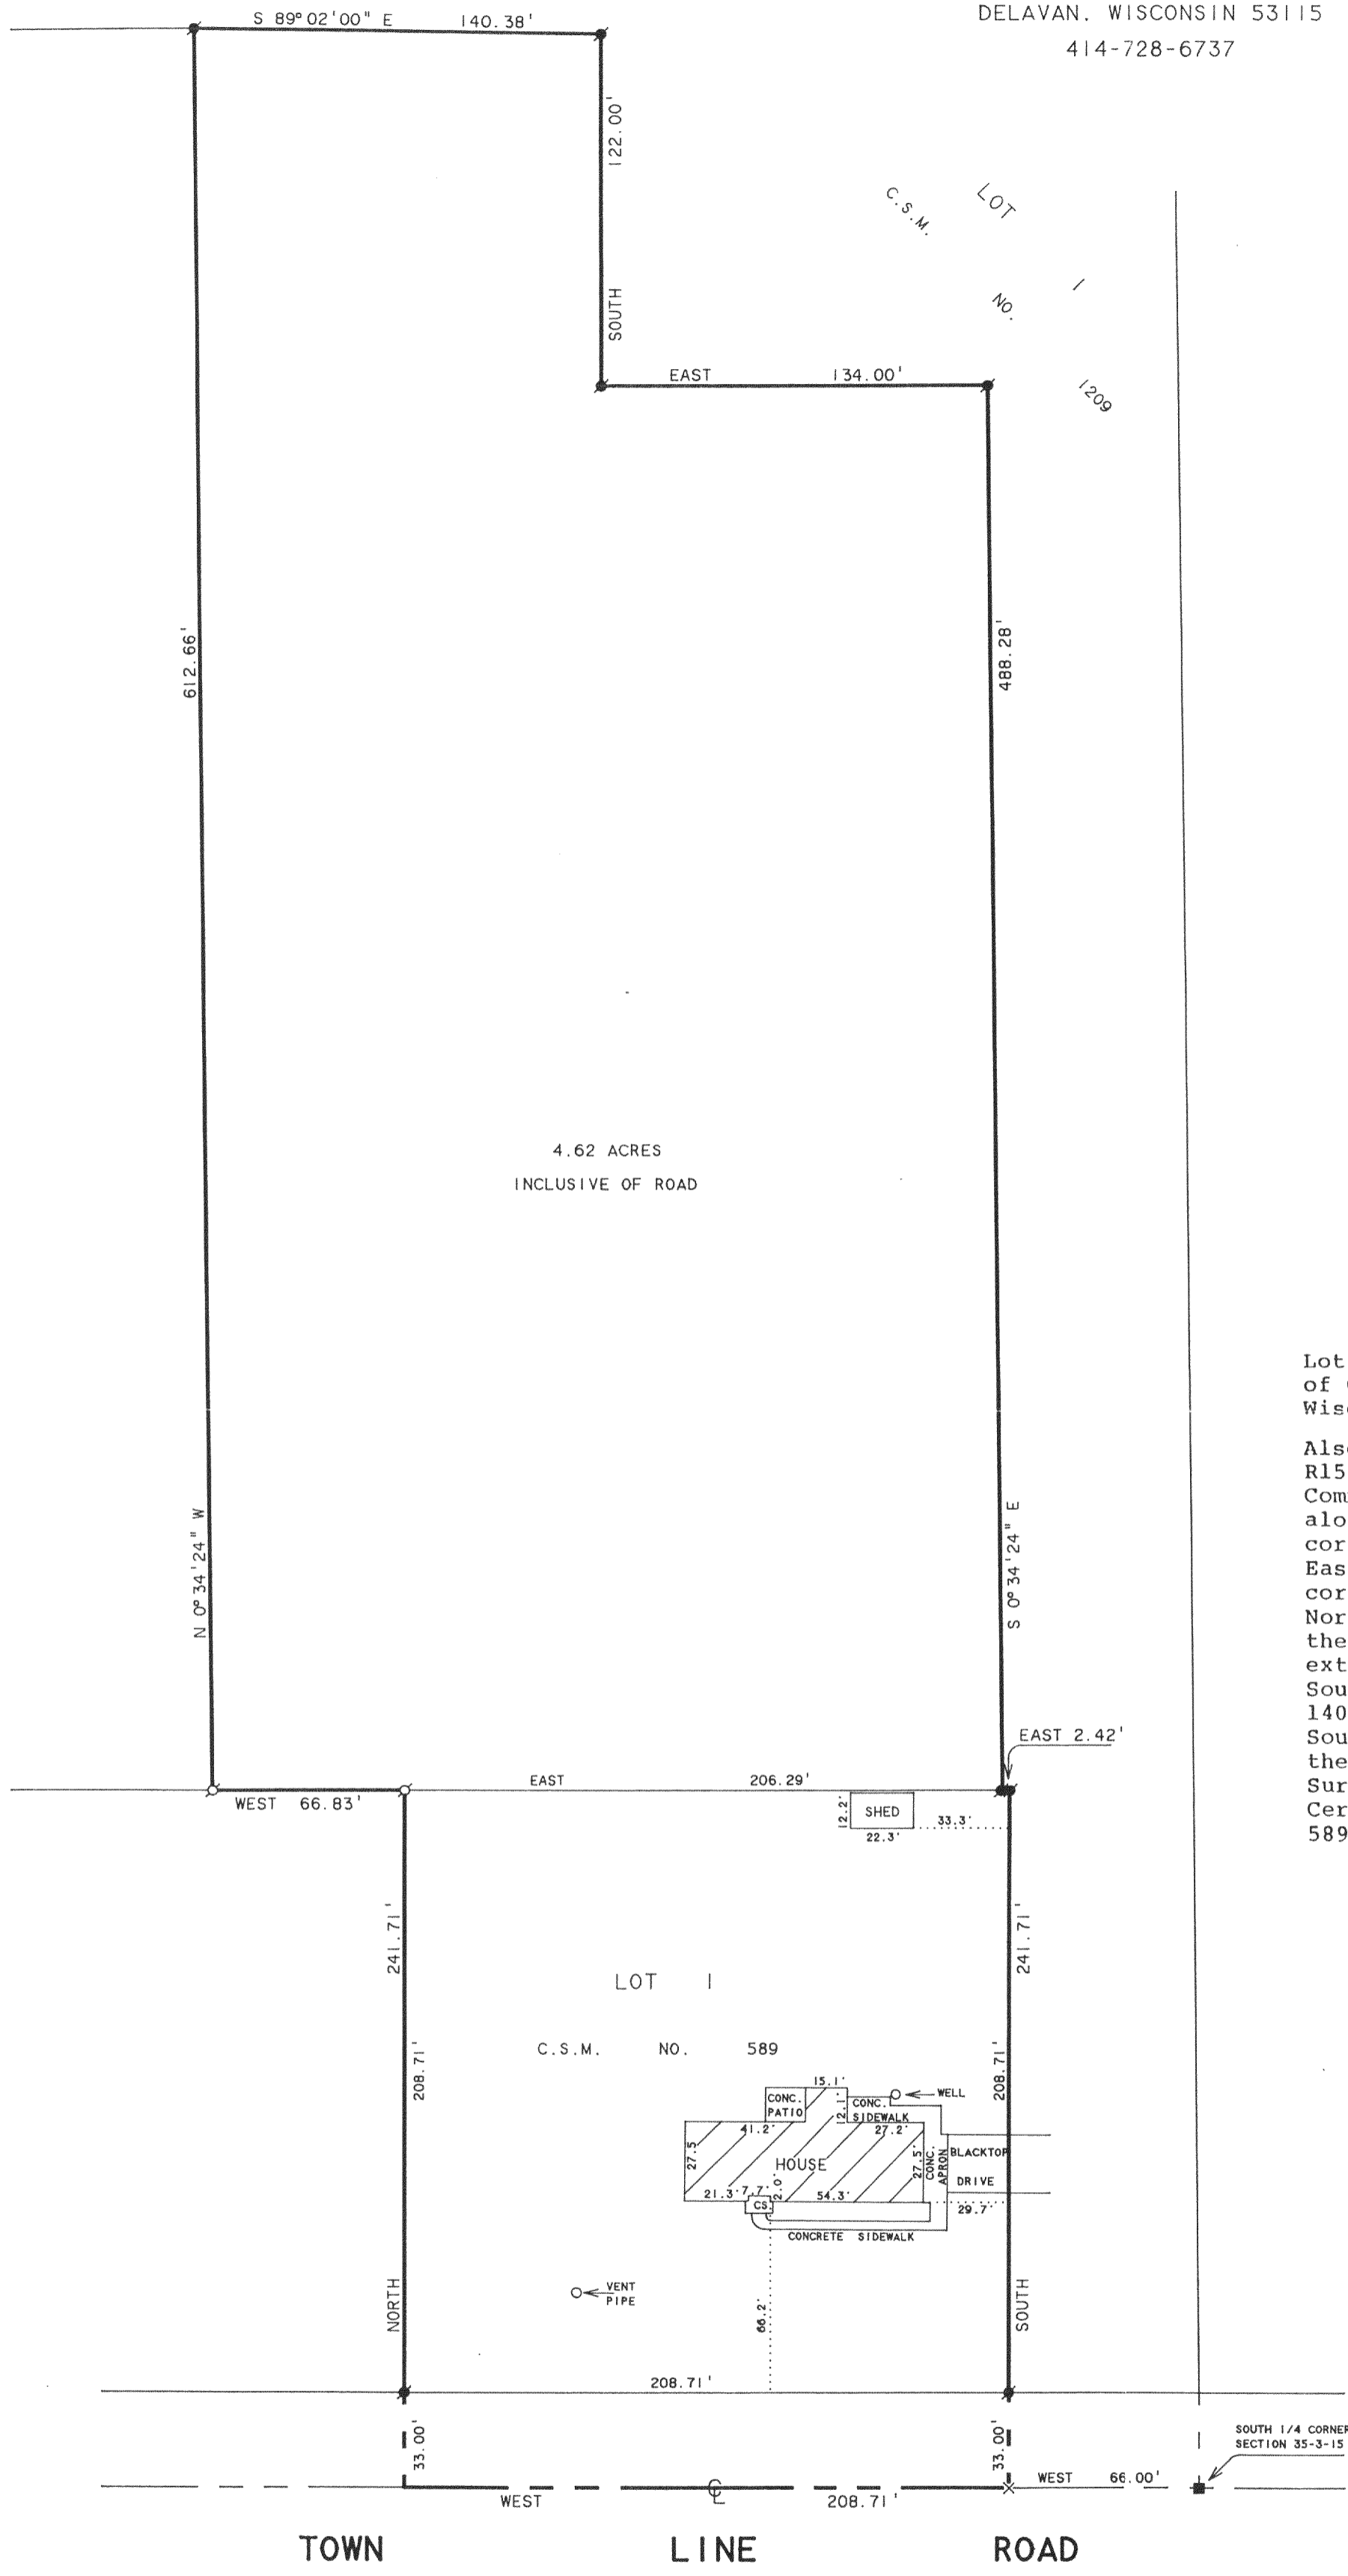 DELAVAN, WISCONSIN 53115
414-728-6737
S 89° 02'00" E 140.38'
122.00'
SOUTH
C.S.M.
LOT
NO.
1
1209
EAST 134.00'
612.66'
488.28'
4.62 ACRES
INCLUSIVE OF ROAD
N 0° 34'24" W
S 0° 34'24" E
Lot
of
Wis
Als
R15
Com
alo
cor
Eas
cor
Nor
the
ext
Sou
140
Sou
the
Sur
Cer
589
EAST 2.42'
EAST 206.29'
WEST 66.83'
12.2'
SHED
33.3'
22.3'
241.71'
241.71'
LOT 1
208.71'
208.71'
C.S.M. NO. 589
15.1'
WELL
CONC.
PATIO
12.1'
CONC.
SIDEWALK
41.2'
27.2'
27.5
HOUSE
27.5'
CONC.
APRON
BLACKTOP
DRIVE
21.3'
7.7'
2.0'
54.3'
CS.
29.7'
CONCRETE SIDEWALK
VENT
PIPE
66.2'
NORTH
SOUTH
208.71'
33.00'
33.00'
SOUTH 1/4 CORNER
SECTION 35-3-15
WEST 66.00'
WEST 208.71'
TOWN LINE ROAD